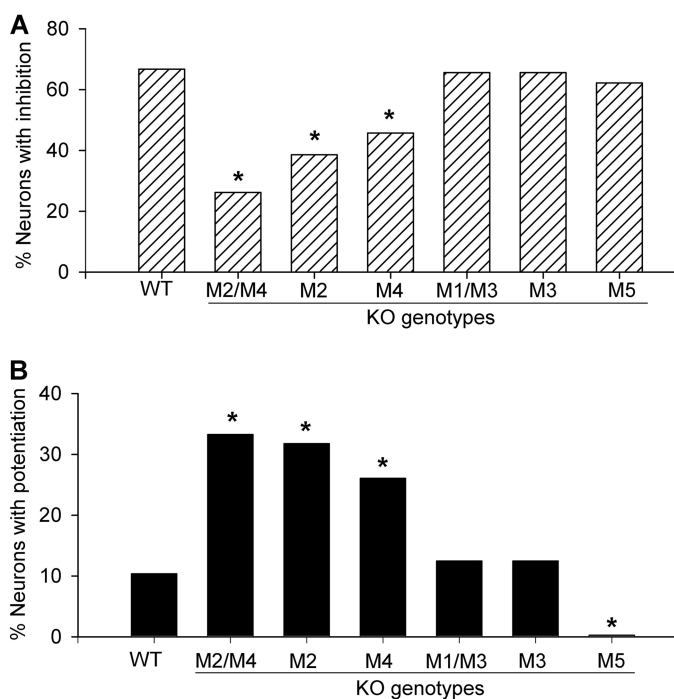 A
% Neurons with inhibition
80
60
40
20
0
* * *
WT M2/M4 M2 M4 M1/M3 M3 M5
KO genotypes
B
% Neurons with potentiation
40
30
20
10
0
* * * *
WT M2/M4 M2 M4 M1/M3 M3 M5
KO genotypes